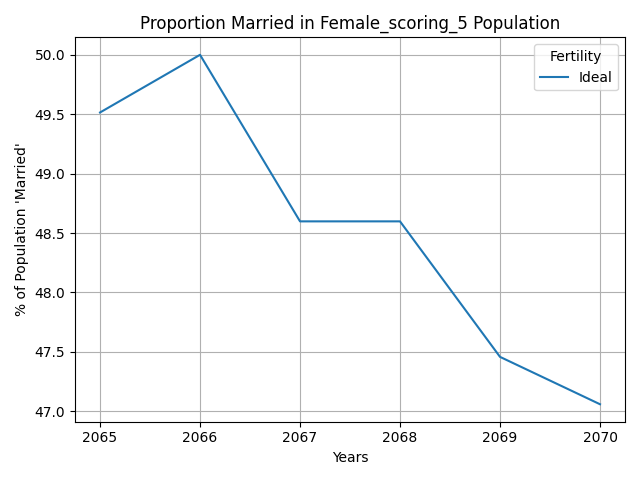 Proportion Married in Female_scoring_5 Population
Fertility
Ideal
50.0
49.5
49.0
48.5
48.0
47.5
47.0
% of Population 'Married'
2065 2066 2067 2068 2069 2070
Years